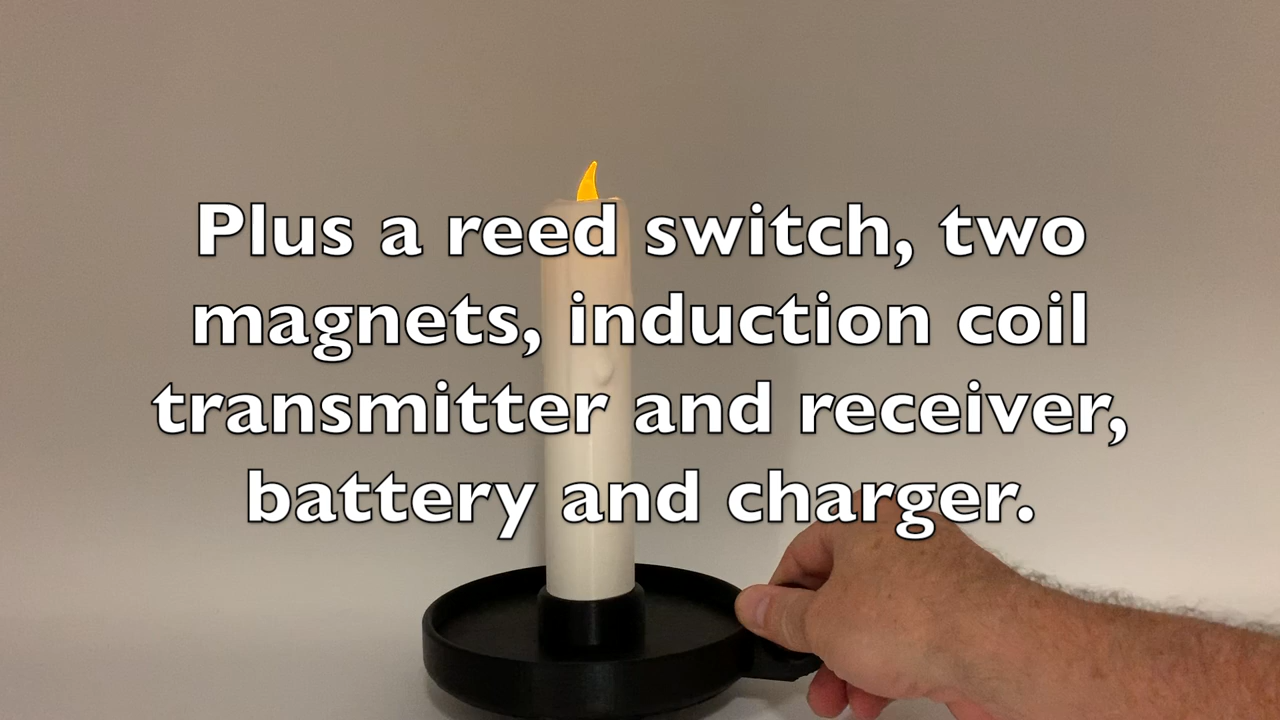 Plus a reed switch, two
magnets, induction coil
transmitter and receiver,
battery and charger.